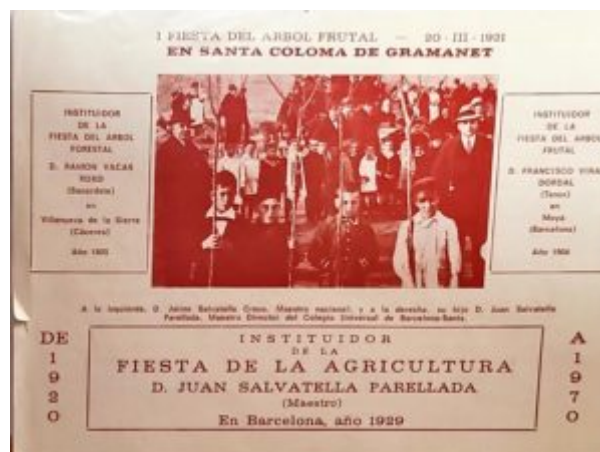 I FIESTA DEL ARBOL FRUTAL — 20-III-1921
EN SANTA COLOMA DE GRAMANET
INSTITUIDOR
DE LA
FIESTA DEL ARBOL
FORESTAL
D. RAMON VACAS
ROXO
(Sacerdote)
en
Villanueva de la Sierra
(Cáceres)
Año 1805
INSTITUIDOR
DE LA
FIESTA DEL ARBOL
FRUTAL
D. FRANCISCO
(Tenor)
en
Moyá
(Barcelona)
Año 1904
A la izquierda, D. Jaime Salvatella Maestro nacional; y a la derecha, su hijo D. Juan Salvatella
Parellada, Maestro Director del Colegio Universal de Barcelona-Sants.
DE
1
9
2
0
INSTITUIDOR
DE LA
FIESTA DE LA AGRICULTURA
D. JUAN SALVATELLA PARELLADA
(Maestro)
En Barcelona, año 1929
A
1
9
7
0